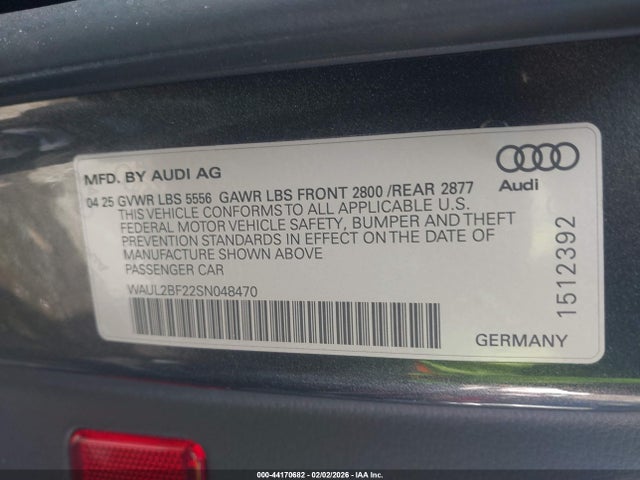 MFD. BY AUDI AG
04 25 GVWR LBS 5556 GAWR LBS FRONT 2800 /REAR 2877
THIS VEHICLE CONFORMS TO ALL APPLICABLE U.S.
FEDERAL MOTOR VEHICLE SAFETY, BUMPER AND THEFT
PREVENTION STANDARDS IN EFFECT ON THE DATE OF
MANUFACTURE SHOWN ABOVE
PASSENGER CAR
WAUL2BF22SN048470
Audi
1512392
GERMANY
000-44170682 - 02/02/2026 - IAA Inc.